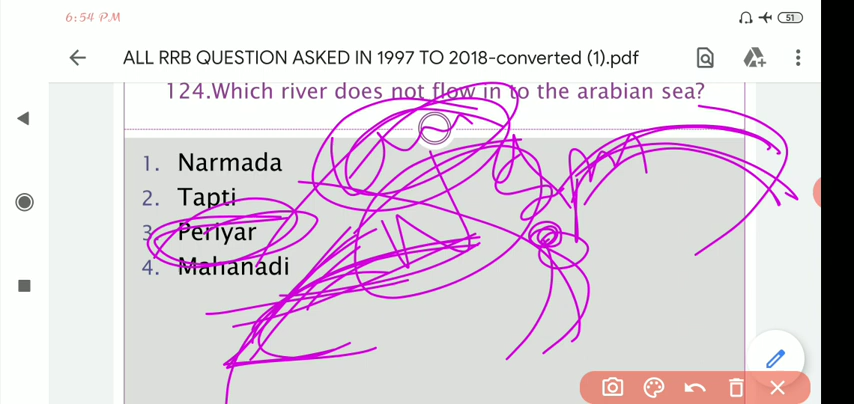 6:54 PM
51
ALL RRB QUESTION ASKED IN 1997 TO 2018-converted (1).pdf
124.Which river does not flow in to the arabian sea?
1. Narmada
2. Tapti
3. Periyar
4. Mahanadi